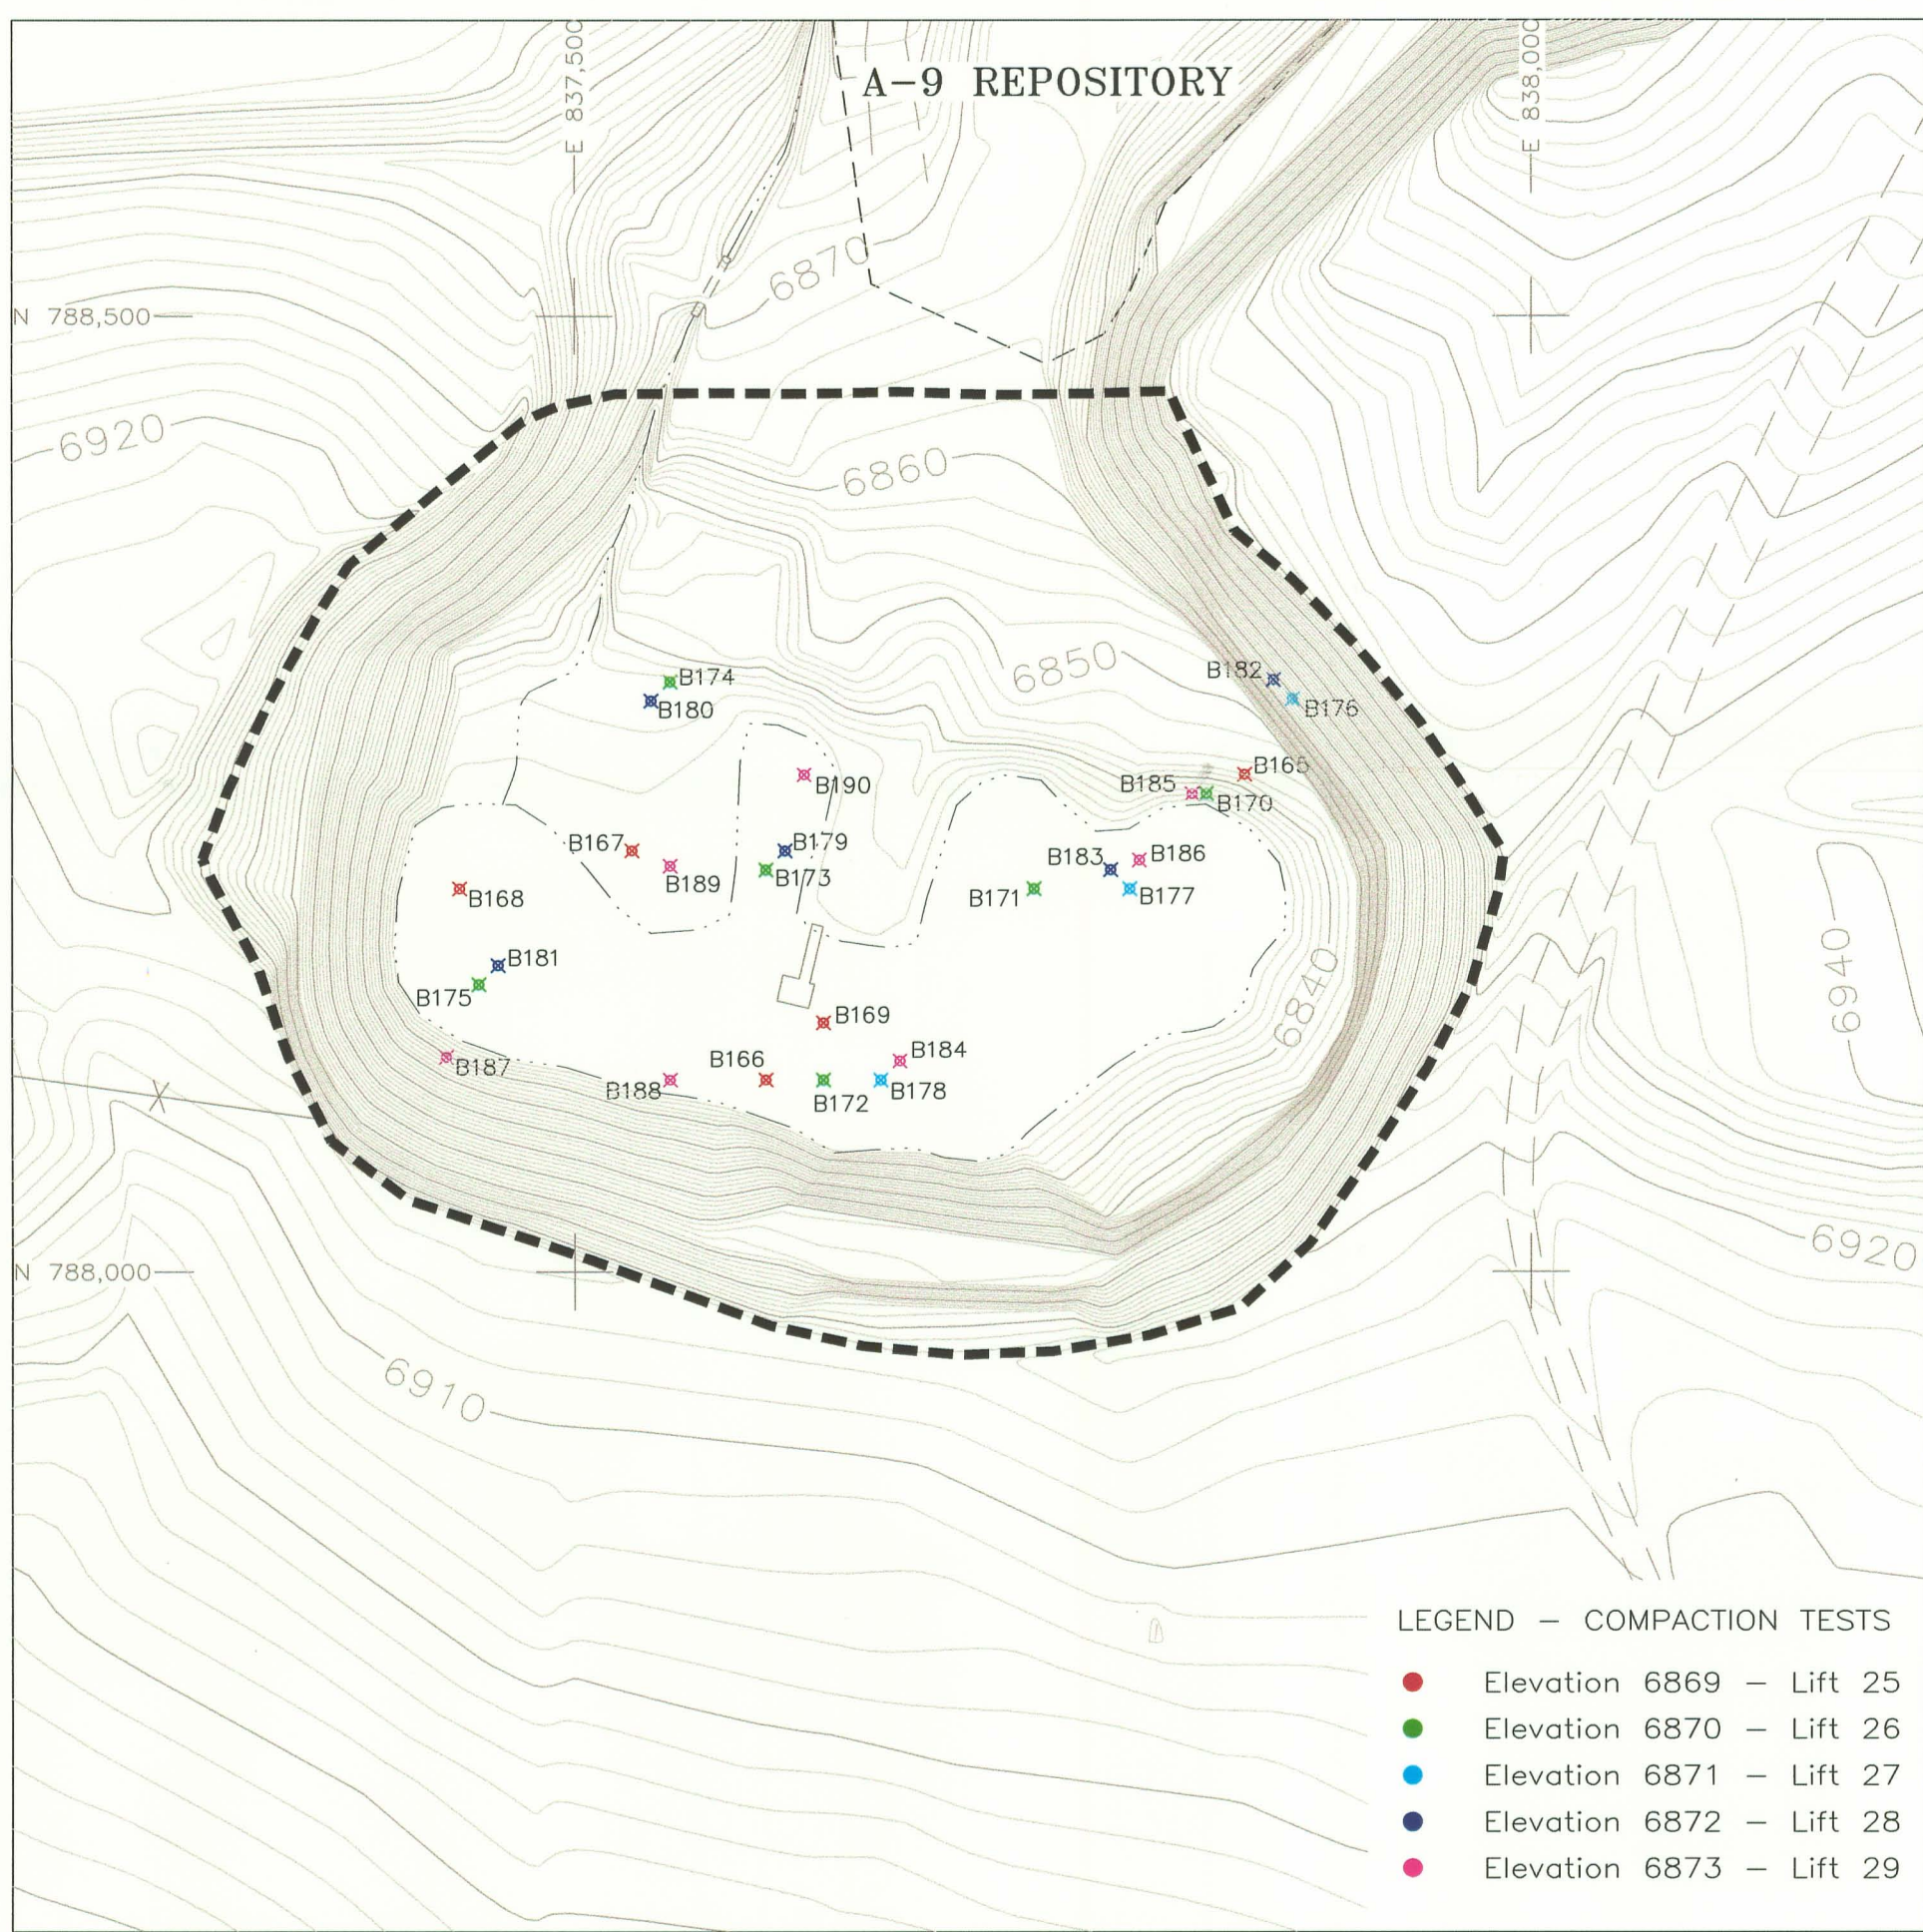 E 837,500
E 838,000
A-9 REPOSITORY
6870
N 788,500
6920
6860
6850
B174
B180
B182
B176
B190
B165
B185
B170
B167
B189
B179
B173
B183
B186
B171
B177
B168
B181
B175
6940
6840
B169
B184
B187
B188
B166
B172
B178
X
6920
N 788,000
6910
LEGEND – COMPACTION TESTS
Elevation 6869 – Lift 25
Elevation 6870 – Lift 26
Elevation 6871 – Lift 27
Elevation 6872 – Lift 28
Elevation 6873 – Lift 29